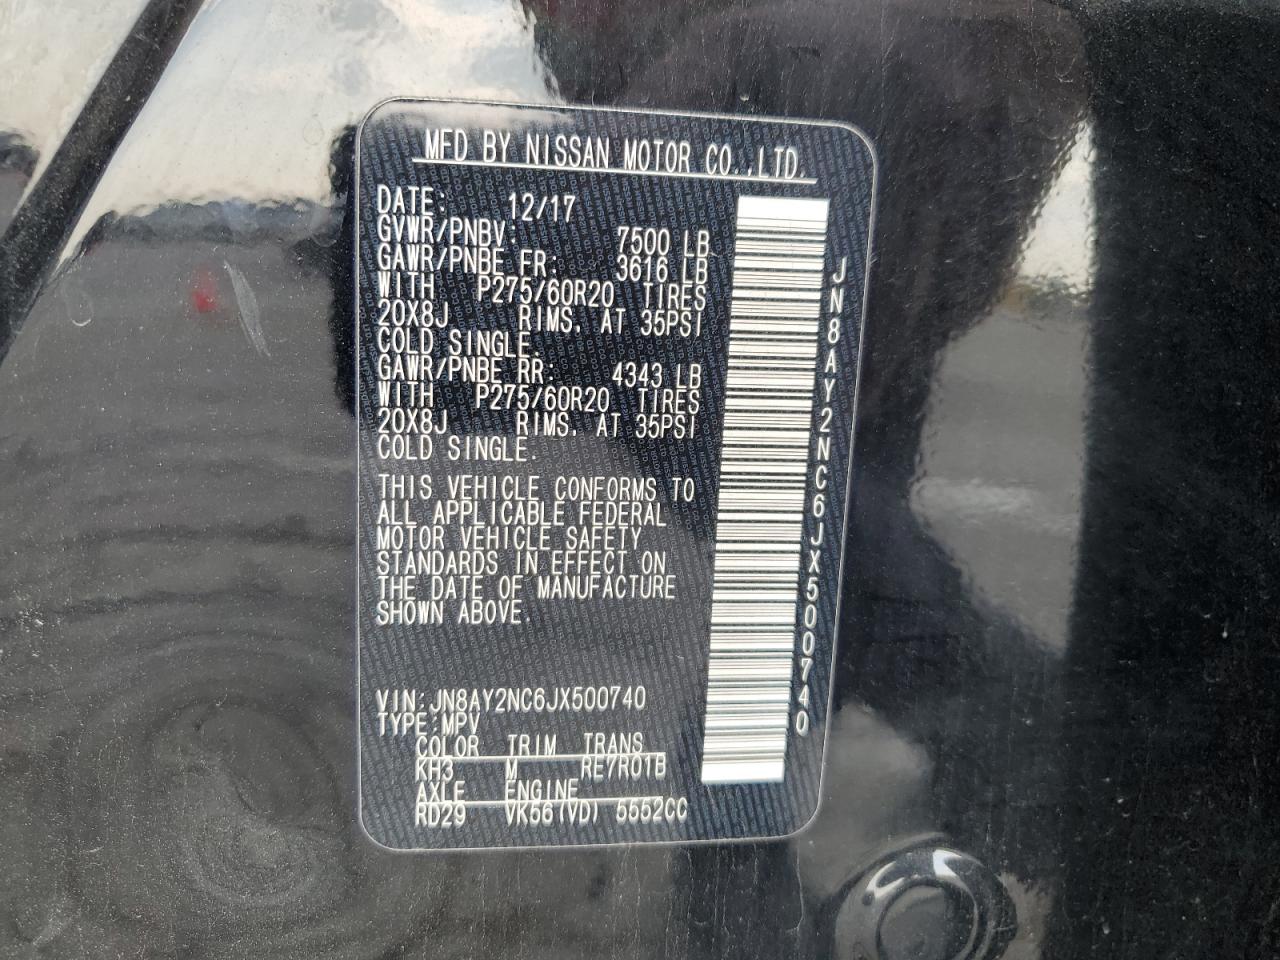 MFD BY NISSAN MOTOR CO.,LTD.
DATE: 12/17
GVWR/PNBV: 7500 LB
GAWR/PNBE FR: 3616 LB
WITH P275/60R20 TIRES
20X8J RIMS, AT 35PSI
COLD SINGLE.
GAWR/PNBE RR: 4343 LB
WITH P275/60R20 TIRES
20X8J RIMS, AT 35PSI
COLD SINGLE.
THIS VEHICLE CONFORMS TO
ALL APPLICABLE FEDERAL
MOTOR VEHICLE SAFETY
STANDARDS IN EFFECT ON
THE DATE OF MANUFACTURE
SHOWN ABOVE.
VIN:JN8AY2NC6JX500740
TYPE:MPV
COLOR TRIM TRANS
KH3 M RE7R01B
AXLE ENGINE
RD29 VK56(VD) 5552CC
JN8AY2NC6JX500740